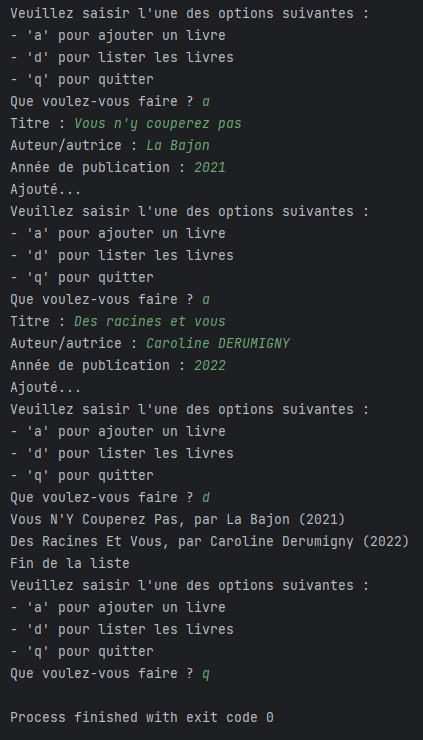 Veuillez saisir l'une des options suivantes :
- 'a' pour ajouter un livre
- 'd' pour lister les livres
- 'q' pour quitter
Que voulez-vous faire ? a
Titre : Vous n'y couperez pas
Auteur/autrice : La Bajon
Année de publication : 2021
Ajouté...
Veuillez saisir l'une des options suivantes :
- 'a' pour ajouter un livre
- 'd' pour lister les livres
- 'q' pour quitter
Que voulez-vous faire ? a
Titre : Des racines et vous
Auteur/autrice : Caroline DERUMIGNY
Année de publication : 2022
Ajouté...
Veuillez saisir l'une des options suivantes :
- 'a' pour ajouter un livre
- 'd' pour lister les livres
- 'q' pour quitter
Que voulez-vous faire ? d
Vous N'Y Couperez Pas, par La Bajon (2021)
Des Racines Et Vous, par Caroline Derumigny (2022)
Fin de la liste
Veuillez saisir l'une des options suivantes :
- 'a' pour ajouter un livre
- 'd' pour lister les livres
- 'q' pour quitter
Que voulez-vous faire ? q
Process finished with exit code 0